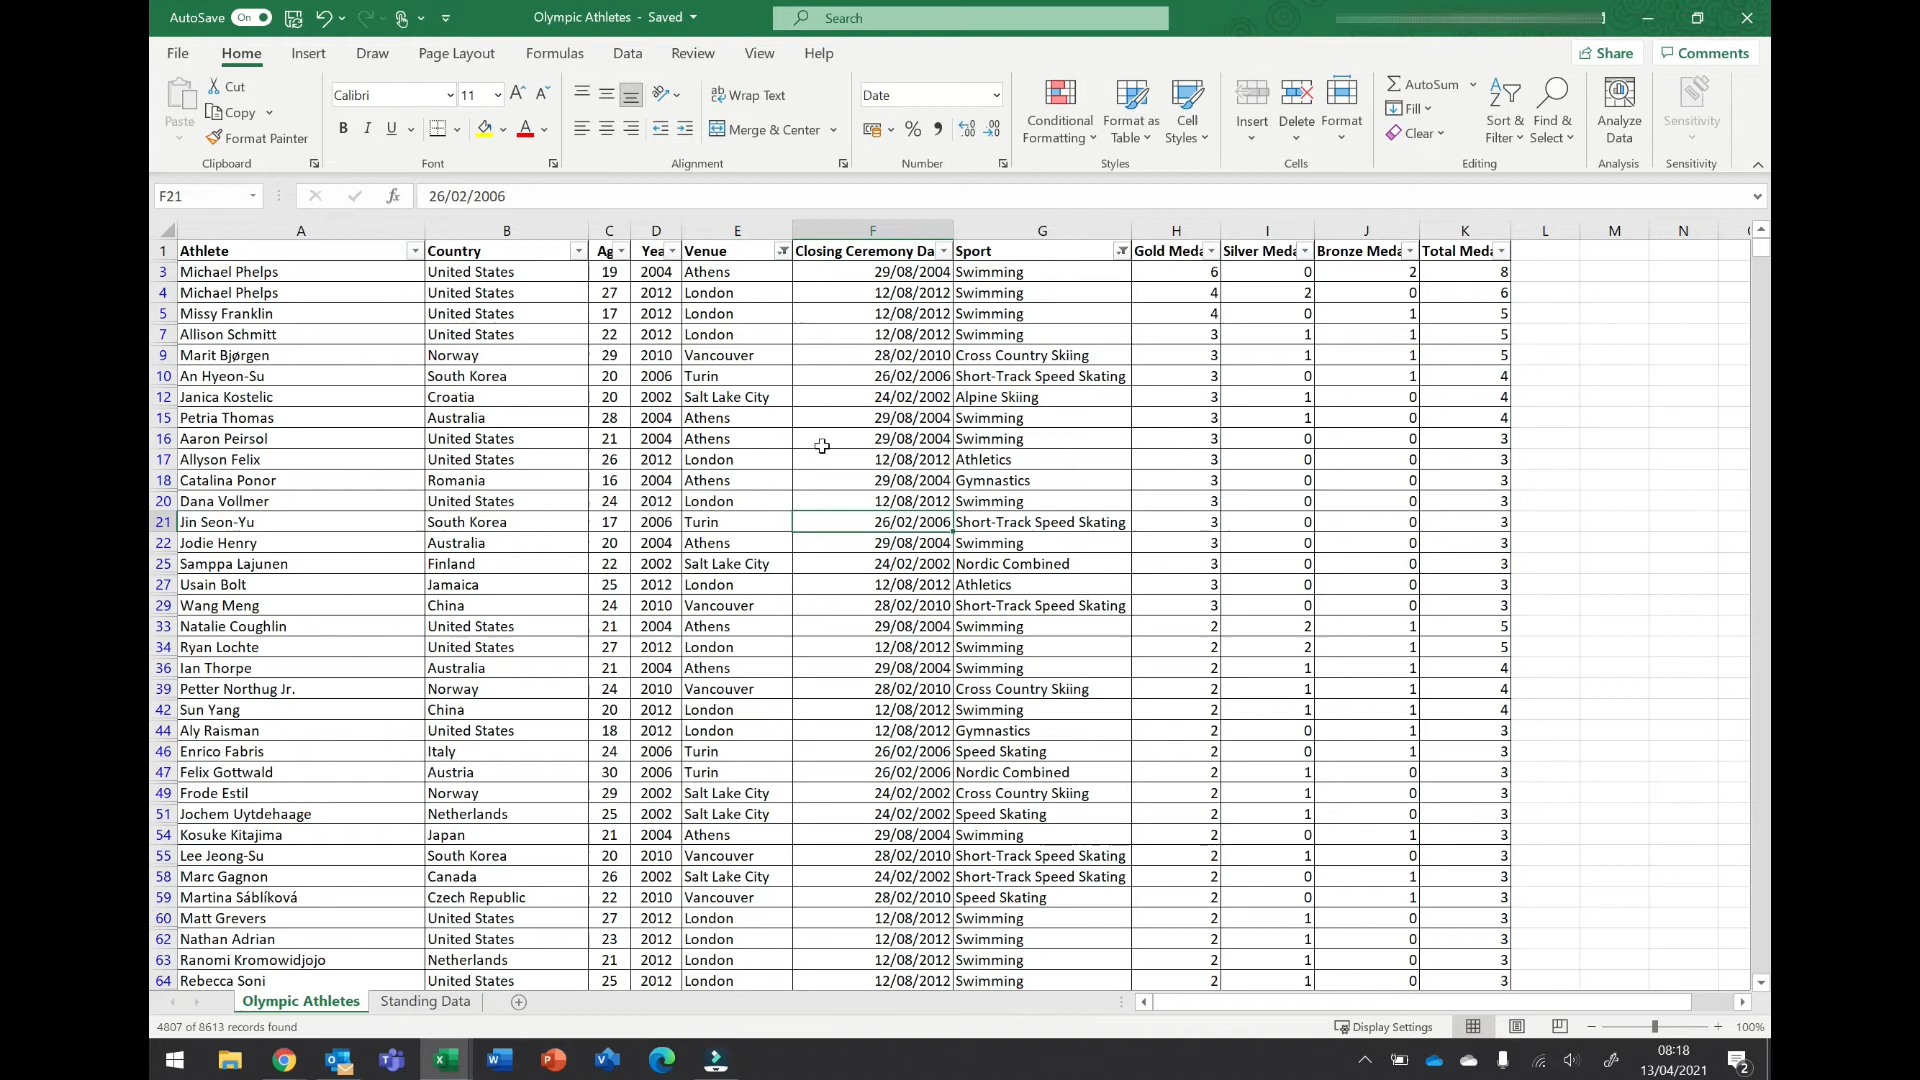 AutoSave On Olympic Athletes - Saved Search
File Home Insert Draw Page Layout Formulas Data Review View Help Share Comments
Paste Cut Copy Format Painter Clipboard
Calibri 11 B I U A Font
ab Wrap Text Merge & Center Alignment
Date % Number
Conditional Formatting Format as Table Cell Styles Styles
Insert Delete Format Cells
AutoSum Fill Clear Sort & Filter Find & Select Editing
Analyze Data Analysis
Sensitivity Sensitivity
F21 fx 26/02/2006
A B C D E F G H I J K L M N
1 Athlete Country Ag Yea Venue Closing Ceremony Da Sport Gold Meda Silver Meda Bronze Meda Total Meda
3 Michael Phelps United States 19 2004 Athens 29/08/2004 Swimming 6 0 2 8
4 Michael Phelps United States 27 2012 London 12/08/2012 Swimming 4 2 0 6
5 Missy Franklin United States 17 2012 London 12/08/2012 Swimming 4 0 1 5
7 Allison Schmitt United States 22 2012 London 12/08/2012 Swimming 3 1 1 5
9 Marit Bjørgen Norway 29 2010 Vancouver 28/02/2010 Cross Country Skiing 3 1 1 5
10 An Hyeon-Su South Korea 20 2006 Turin 26/02/2006 Short-Track Speed Skating 3 0 1 4
12 Janica Kostelic Croatia 20 2002 Salt Lake City 24/02/2002 Alpine Skiing 3 1 0 4
15 Petria Thomas Australia 28 2004 Athens 29/08/2004 Swimming 3 1 0 4
16 Aaron Peirsol United States 21 2004 Athens 29/08/2004 Swimming 3 0 0 3
17 Allyson Felix United States 26 2012 London 12/08/2012 Athletics 3 0 0 3
18 Catalina Ponor Romania 16 2004 Athens 29/08/2004 Gymnastics 3 0 0 3
20 Dana Vollmer United States 24 2012 London 12/08/2012 Swimming 3 0 0 3
21 Jin Seon-Yu South Korea 17 2006 Turin 26/02/2006 Short-Track Speed Skating 3 0 0 3
22 Jodie Henry Australia 20 2004 Athens 29/08/2004 Swimming 3 0 0 3
25 Samppa Lajunen Finland 22 2002 Salt Lake City 24/02/2002 Nordic Combined 3 0 0 3
27 Usain Bolt Jamaica 25 2012 London 12/08/2012 Athletics 3 0 0 3
29 Wang Meng China 24 2010 Vancouver 28/02/2010 Short-Track Speed Skating 3 0 0 3
33 Natalie Coughlin United States 21 2004 Athens 29/08/2004 Swimming 2 2 1 5
34 Ryan Lochte United States 27 2012 London 12/08/2012 Swimming 2 2 1 5
36 Ian Thorpe Australia 21 2004 Athens 29/08/2004 Swimming 2 1 1 4
39 Petter Northug Jr. Norway 24 2010 Vancouver 28/02/2010 Cross Country Skiing 2 1 1 4
42 Sun Yang China 20 2012 London 12/08/2012 Swimming 2 1 1 4
44 Aly Raisman United States 18 2012 London 12/08/2012 Gymnastics 2 0 1 3
46 Enrico Fabris Italy 24 2006 Turin 26/02/2006 Speed Skating 2 0 1 3
47 Felix Gottwald Austria 30 2006 Turin 26/02/2006 Nordic Combined 2 1 0 3
49 Frode Estil Norway 29 2002 Salt Lake City 24/02/2002 Cross Country Skiing 2 1 0 3
51 Jochem Uytdehaage Netherlands 25 2002 Salt Lake City 24/02/2002 Speed Skating 2 1 0 3
54 Kosuke Kitajima Japan 21 2004 Athens 29/08/2004 Swimming 2 0 1 3
55 Lee Jeong-Su South Korea 20 2010 Vancouver 28/02/2010 Short-Track Speed Skating 2 1 0 3
58 Marc Gagnon Canada 26 2002 Salt Lake City 24/02/2002 Short-Track Speed Skating 2 0 1 3
59 Martina Sáblíková Czech Republic 22 2010 Vancouver 28/02/2010 Speed Skating 2 0 1 3
60 Matt Grevers United States 27 2012 London 12/08/2012 Swimming 2 1 0 3
62 Nathan Adrian United States 23 2012 London 12/08/2012 Swimming 2 1 0 3
63 Ranomi Kromowidjojo Netherlands 21 2012 London 12/08/2012 Swimming 2 1 0 3
64 Rebecca Soni United States 25 2012 London 12/08/2012 Swimming 2 1 0 3
Olympic Athletes Standing Data
4807 of 8613 records found Display Settings 100%
08:18
13/04/2021 2